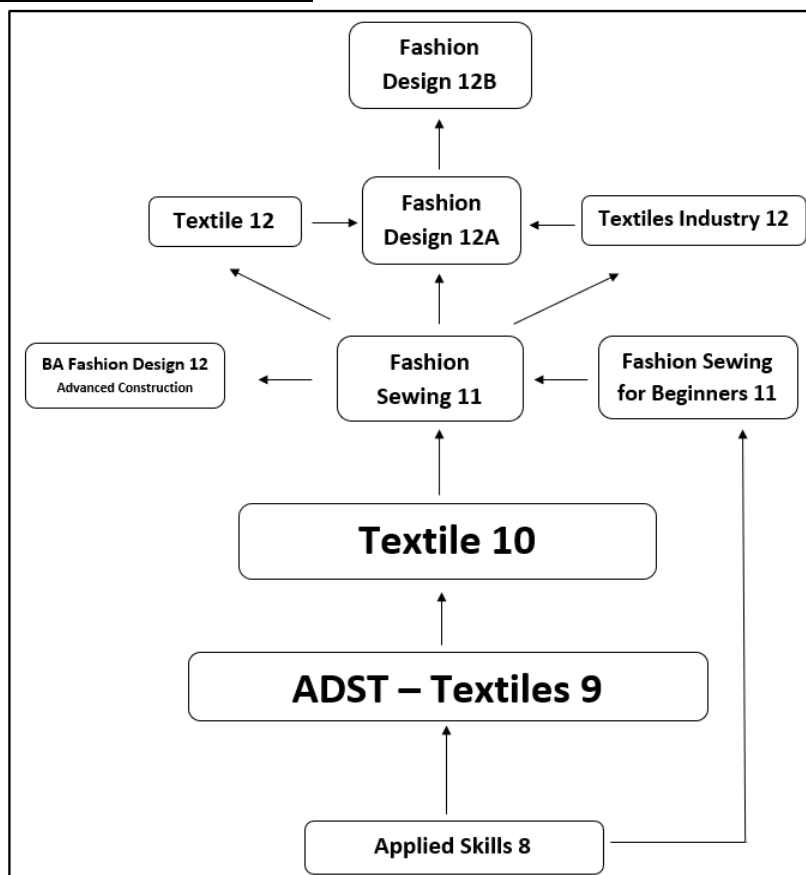 Fashion
Design 12B
Textile 12
Fashion
Design 12A
Textiles Industry 12
BA Fashion Design 12
Advanced Construction
Fashion
Sewing 11
Fashion Sewing
for Beginners 11
Textile 10
ADST – Textiles 9
Applied Skills 8